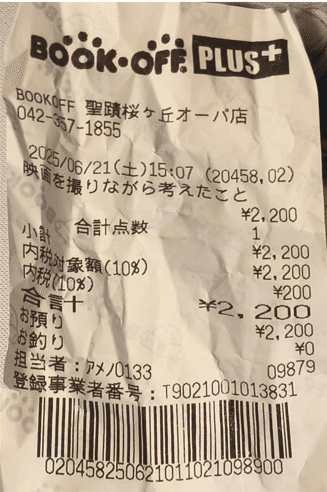 BOOK・OFF PLUS+
BOOKOFF 聖蹟桜ヶ丘オーパ店
042-357-1855
2025/06/21(土)15:07 (20458,02)
映画を撮りながら考えたこと
¥2,200
小計 合計点数 1
¥2,200
内税対象額(10%) ¥2,200
内税(10%) ¥200
合計 ¥2,200
お預り ¥2,200
お釣り ¥0
担当者:アメノ0133 09879
登録事業者番号:T9021001013831
020458250621011021098900